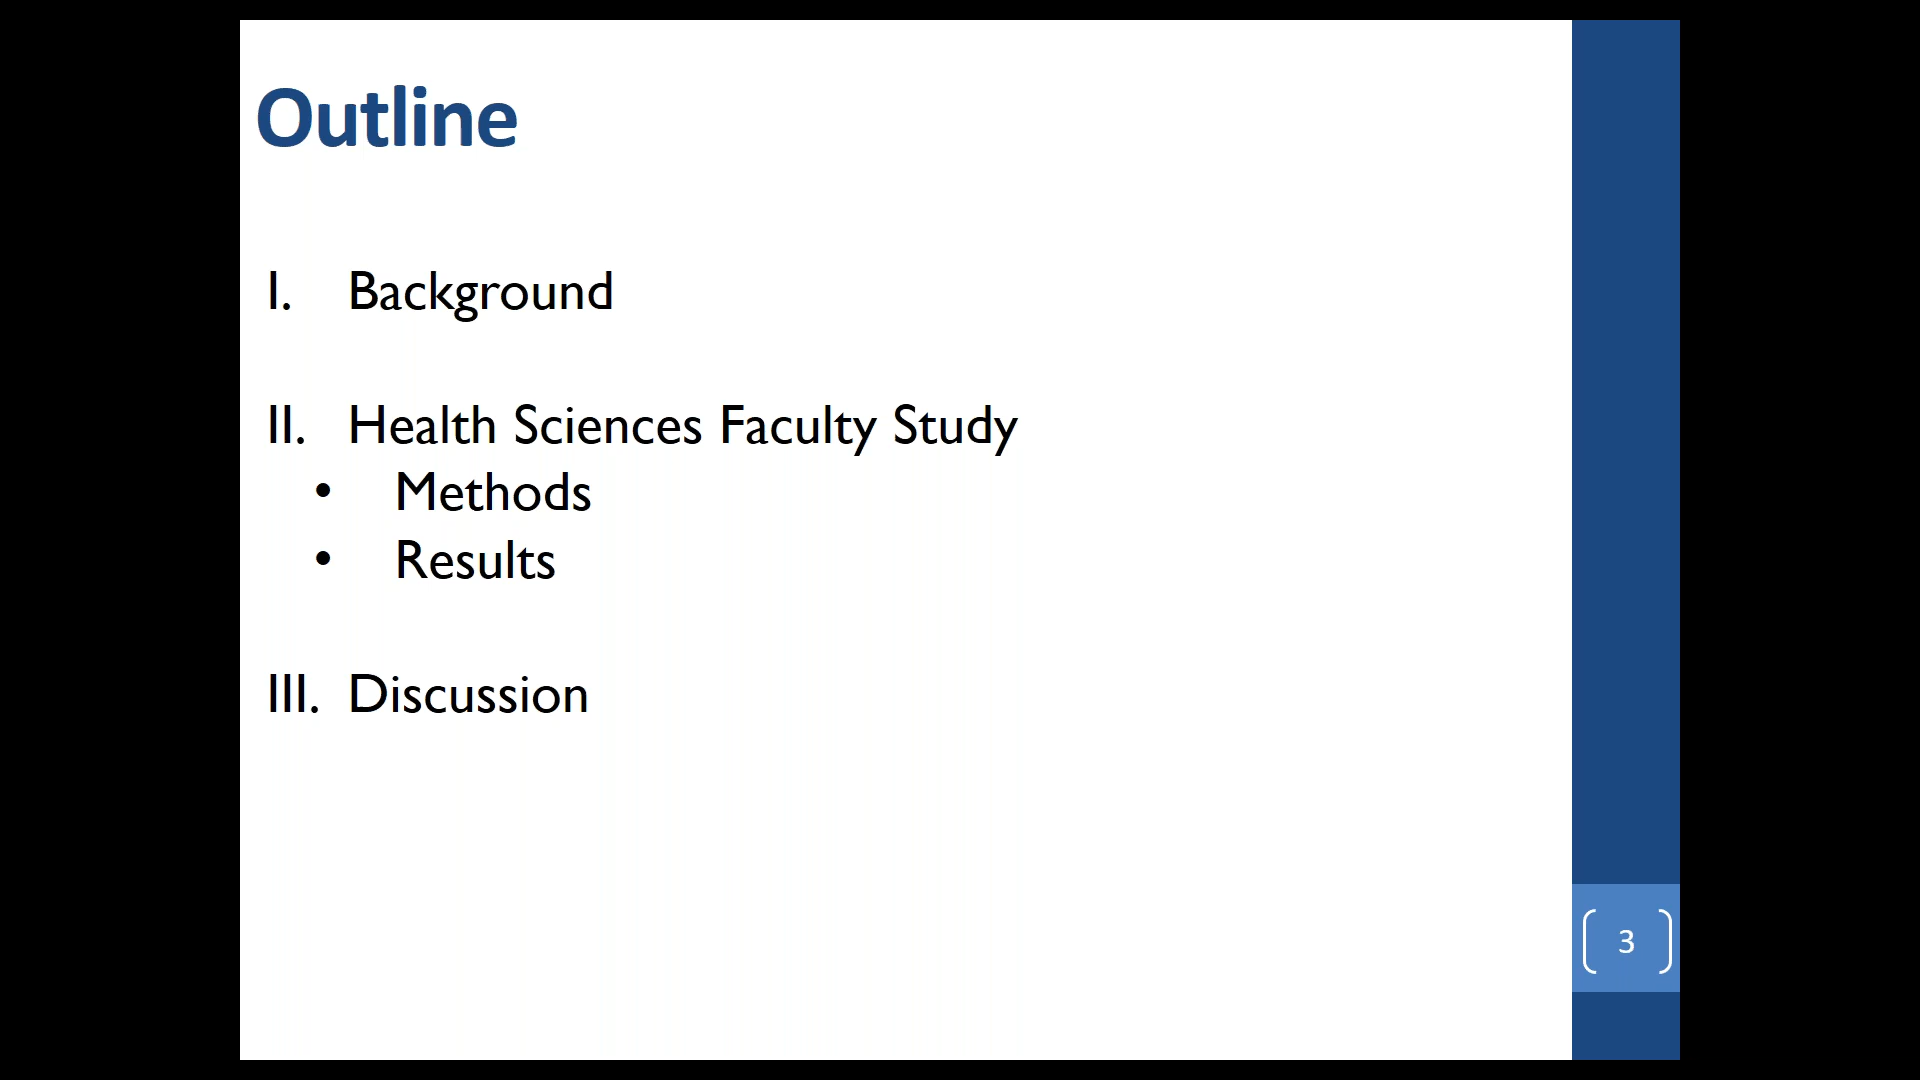 Outline
I. Background
II. Health Sciences Faculty Study
• Methods
• Results
III. Discussion
3